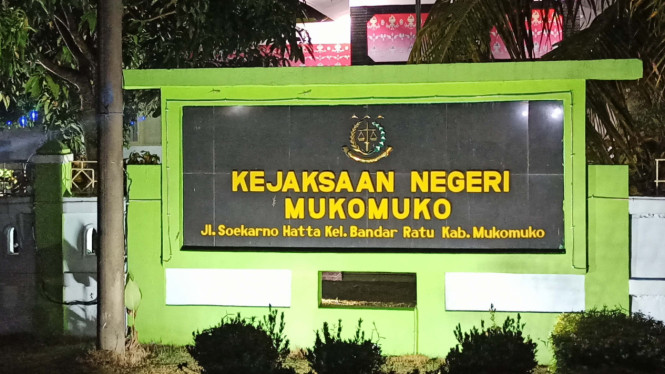 KEJAKSAAN NEGERI
MUKOMUKO
Jl. Soekarno Hatta Kel. Bandar Ratu Kab. Mukomuko